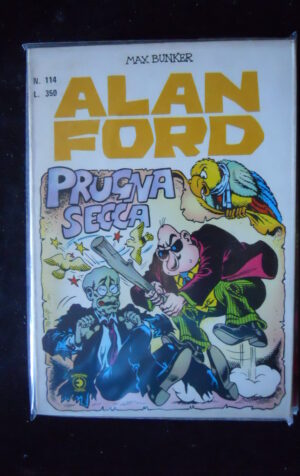 MAX BUNKER
N. 114
L. 350
ALAN
FORD
PRUGNA
SECCA